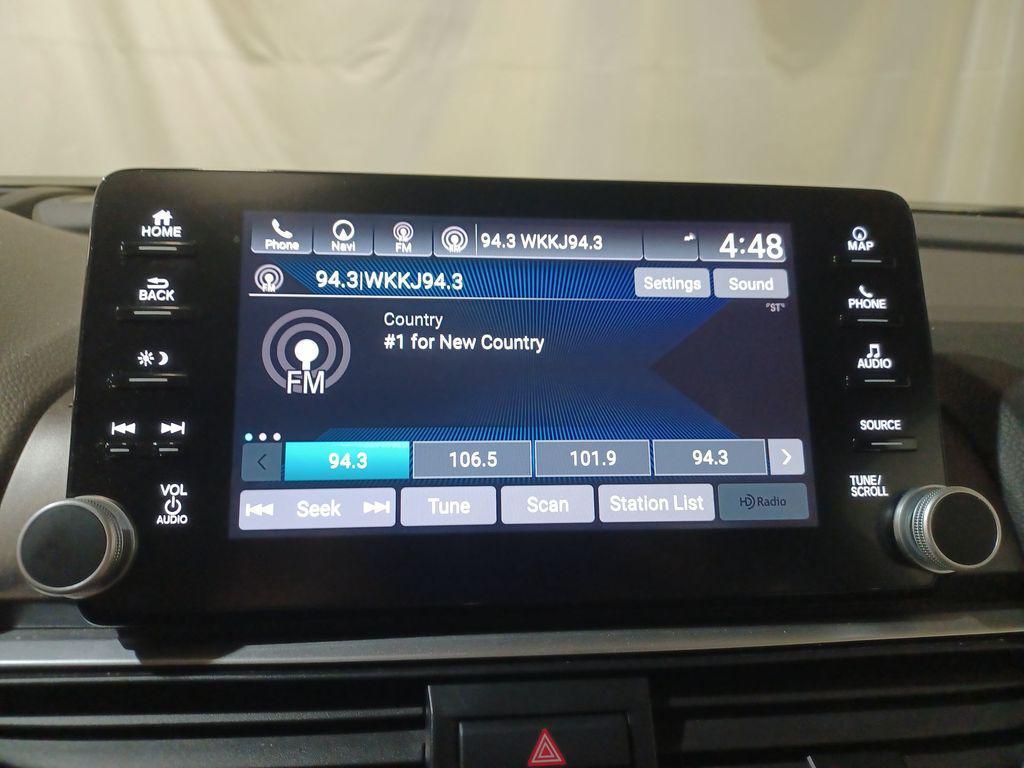 HOME
BACK
VOL
AUDIO
Phone
Navi
FM
FM
94.3 WKKJ94.3
4:48
FM
94.3|WKKJ94.3
Settings
Sound
"ST"
FM
Country
#1 for New Country
94.3
106.5
101.9
94.3
Seek
Tune
Scan
Station List
HD Radio
MAP
PHONE
AUDIO
SOURCE
TUNE/
SCROLL